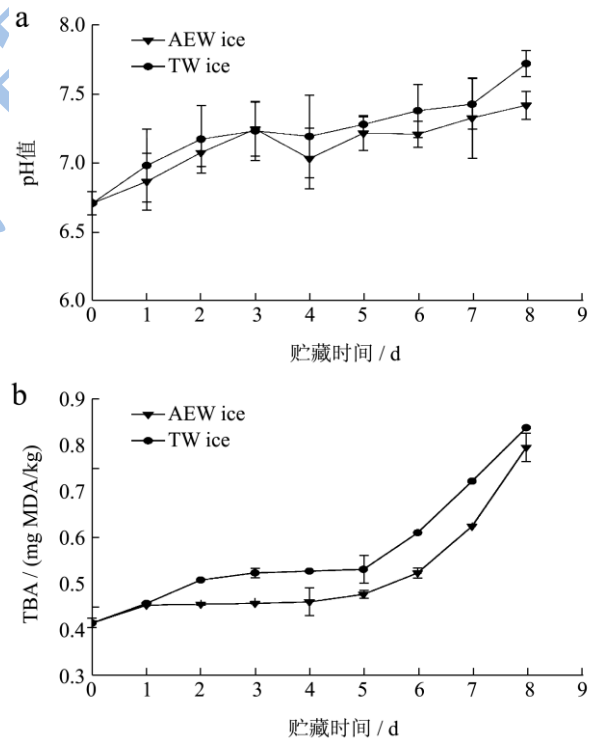 a
8.0
AEW ice
TW ice
7.5
7.0
6.5
6.0
pH值
0 1 2 3 4 5 6 7 8 9
贮藏时间 / d
b
0.9
AEW ice
TW ice
0.8
0.7
0.6
0.5
0.4
0.3
TBA / (mg MDA/kg)
0 1 2 3 4 5 6 7 8 9
贮藏时间 / d